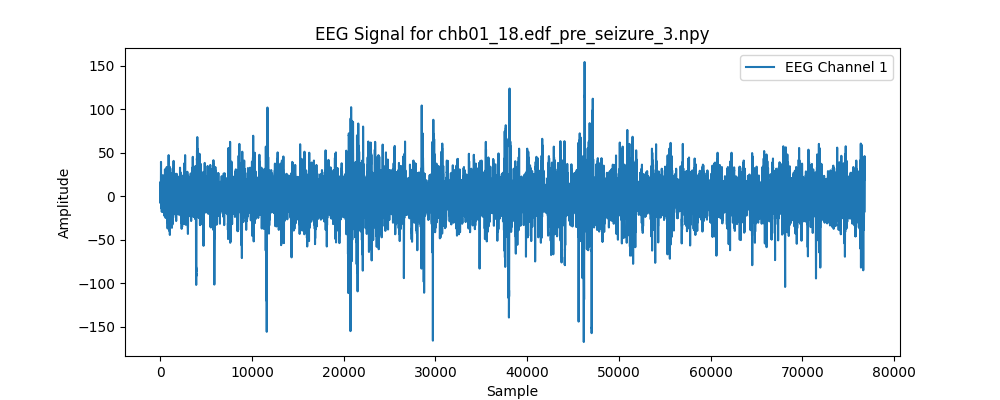 EEG Signal for chb01_18.edf_pre_seizure_3.npy
EEG Channel 1
Amplitude
150
100
50
0
−50
−100
−150
0 10000 20000 30000 40000 50000 60000 70000 80000
Sample